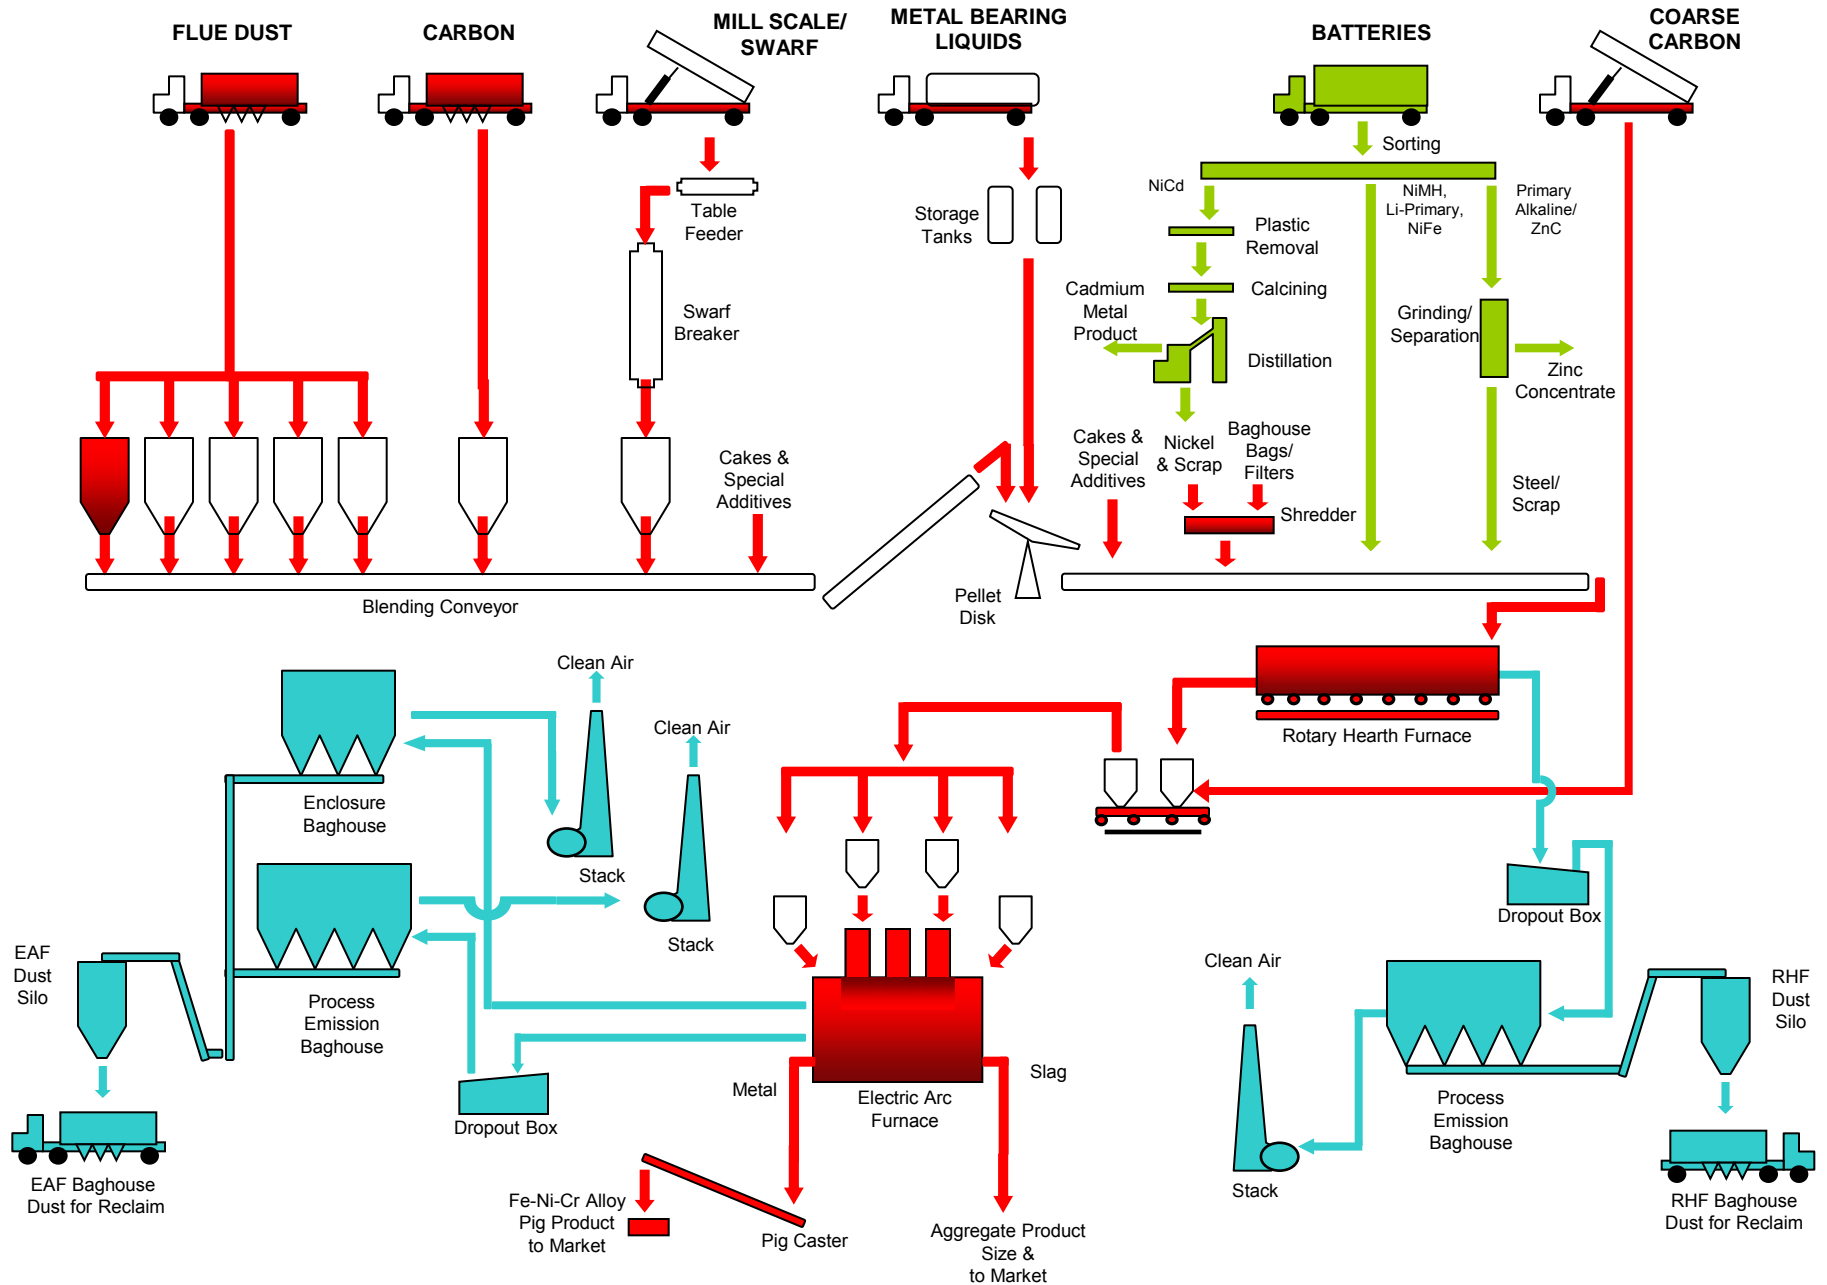 FLUE DUST
CARBON
MILL SCALE/
SWARF
METAL BEARING
LIQUIDS
BATTERIES
COARSE
CARBON
Sorting
NiCd
NiMH,
Li-Primary,
NiFe
Primary
Alkaline/
ZnC
Table
Feeder
Storage
Tanks
Plastic
Removal
Calcining
Cadmium
Metal
Product
Distillation
Grinding/
Separation
Zinc
Concentrate
Swarf
Breaker
Cakes &
Special
Additives
Cakes &
Special
Additives
Nickel
& Scrap
Baghouse
Bags/
Filters
Shredder
Steel/
Scrap
Blending Conveyor
Pellet
Disk
Rotary Hearth Furnace
Clean Air
Clean Air
Enclosure
Baghouse
Stack
Stack
Dropout Box
EAF
Dust
Silo
Process
Emission
Baghouse
Clean Air
RHF
Dust
Silo
Metal
Slag
Electric Arc
Furnace
Dropout Box
Process
Emission
Baghouse
Stack
EAF Baghouse
Dust for Reclaim
Fe-Ni-Cr Alloy
Pig Product
to Market
Pig Caster
Aggregate Product
Size &
to Market
RHF Baghouse
Dust for Reclaim